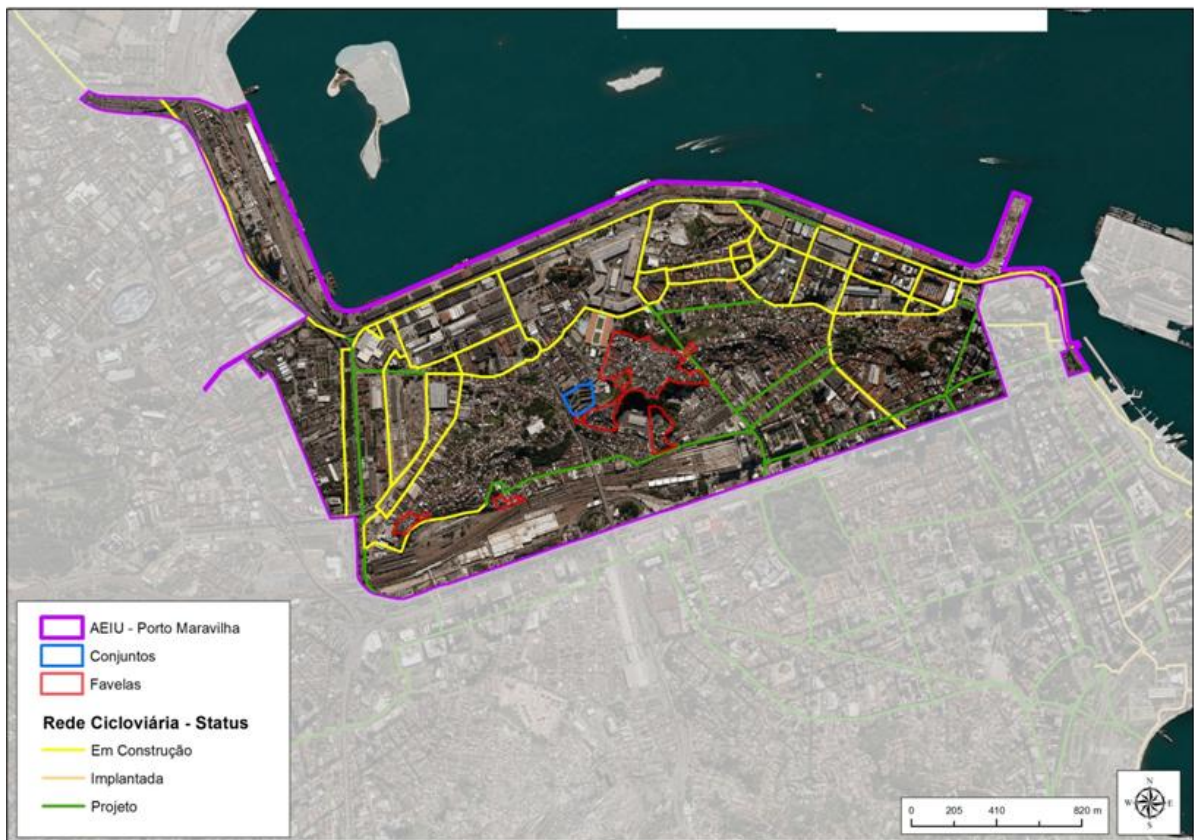 AEIU - Porto Maravilha
Conjuntos
Favelas
Rede Cicloviária - Status
Em Construção
Implantada
Projeto
0 205 410 820 m
N
W E
S